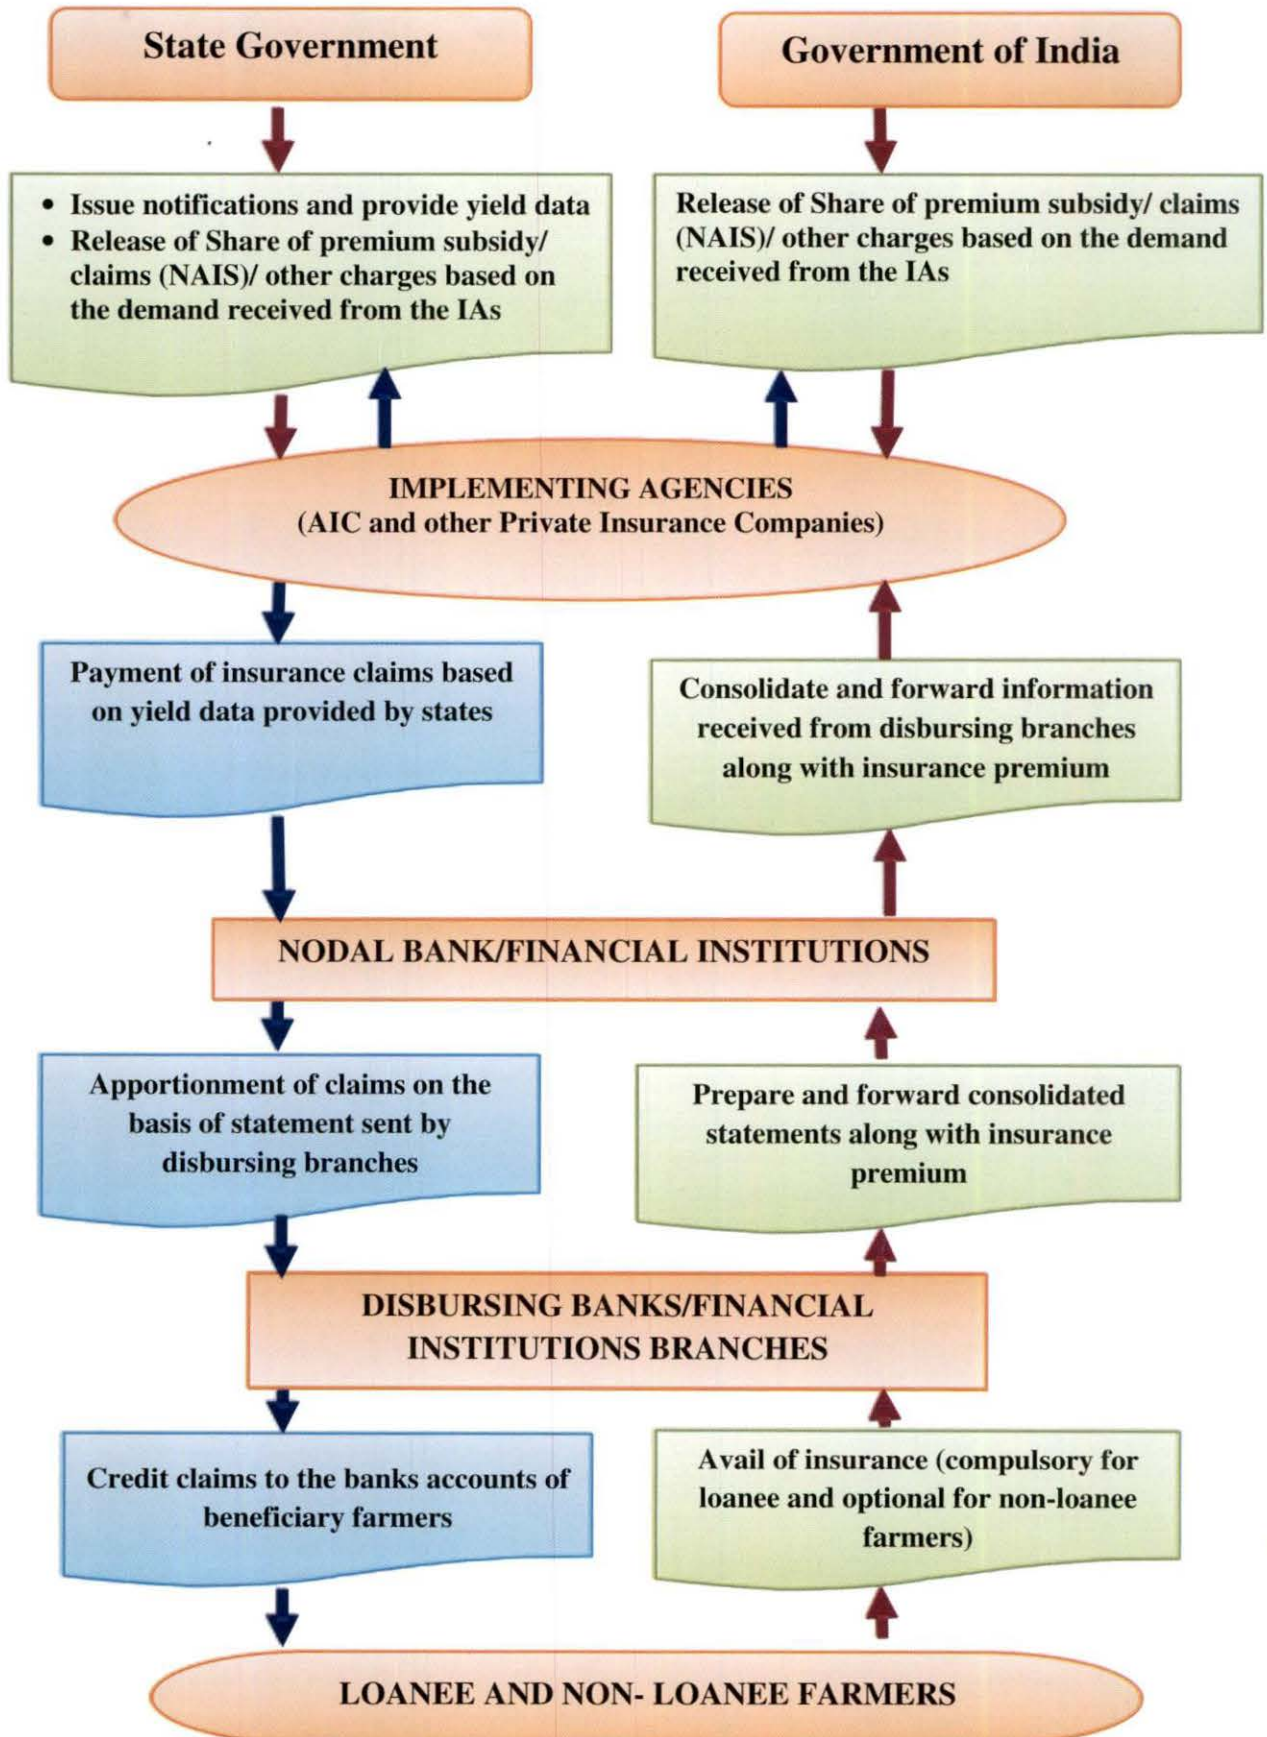 State Government
Government of India
• Issue notifications and provide yield data
• Release of Share of premium subsidy/
claims (NAIS)/ other charges based on
the demand received from the IAs
Release of Share of premium subsidy/ claims
(NAIS)/ other charges based on the demand
received from the IAs
IMPLEMENTING AGENCIES
(AIC and other Private Insurance Companies)
Payment of insurance claims based
on yield data provided by states
Consolidate and forward information
received from disbursing branches
along with insurance premium
NODAL BANK/FINANCIAL INSTITUTIONS
Apportionment of claims on the
basis of statement sent by
disbursing branches
Prepare and forward consolidated
statements along with insurance
premium
DISBURSING BANKS/FINANCIAL
INSTITUTIONS BRANCHES
Credit claims to the banks accounts of
beneficiary farmers
Avail of insurance (compulsory for
loanee and optional for non-loanee
farmers)
LOANEE AND NON- LOANEE FARMERS